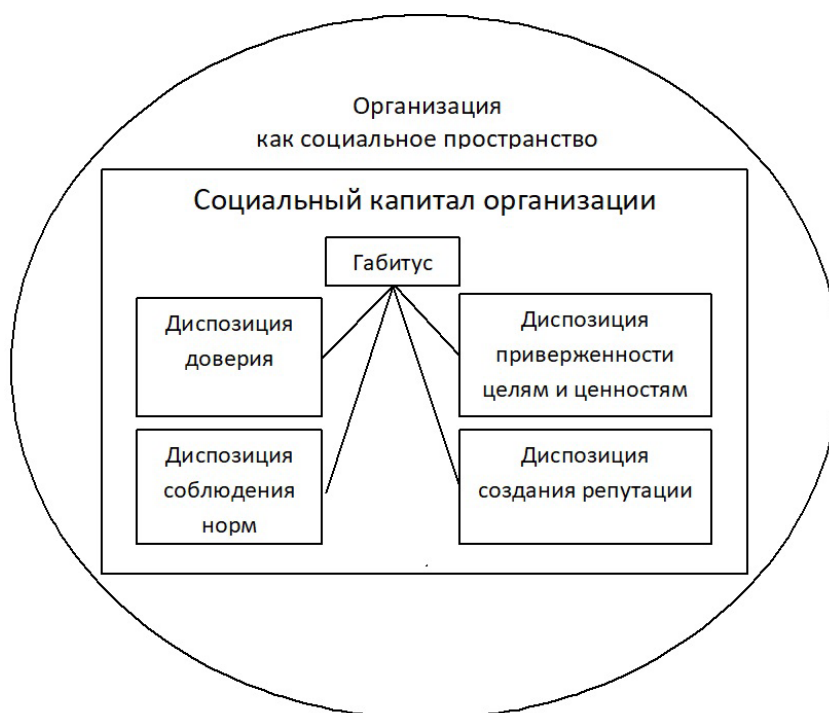 Организация
как социальное пространство
Социальный капитал организации
Габитус
Диспозиция
доверия
Диспозиция
приверженности
целям и ценностям
Диспозиция
соблюдения
норм
Диспозиция
создания репутации